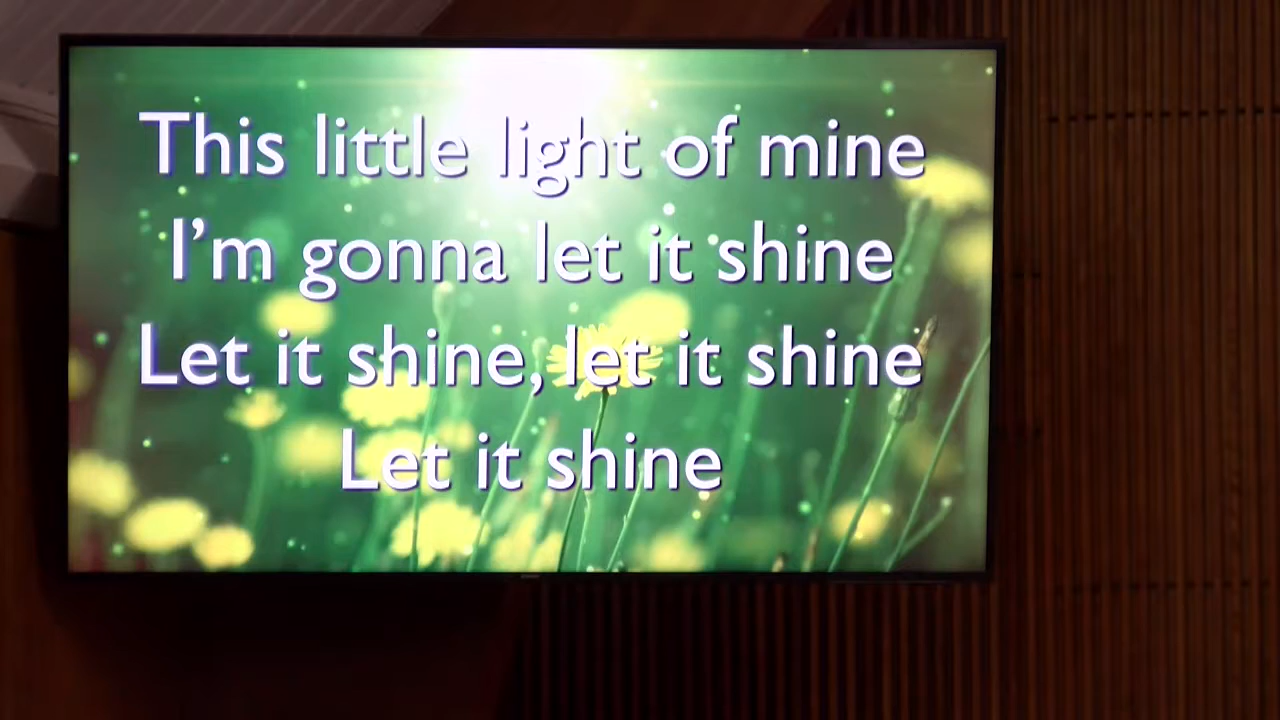 This little light of mine
I'm gonna let it shine
Let it shine, let it shine
Let it shine